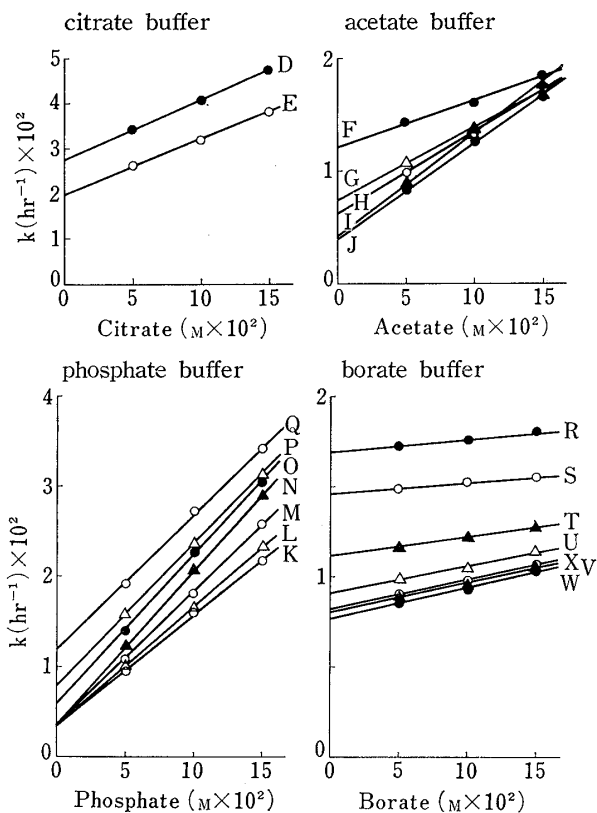 citrate buffer
acetate buffer
k(hr⁻¹)×10²
5
4
3
2
1
0
D
E
0 5 10 15
Citrate (M×10²)
2
1
0
F
G
H
I
J
0 5 10 15
Acetate (M×10²)
phosphate buffer
borate buffer
k(hr⁻¹)×10²
4
3
2
1
0
Q
P
O
N
M
L
K
0 5 10 15
Phosphate (M×10²)
2
1
0
R
S
T
U
X V
W
0 5 10 15
Borate (M×10²)